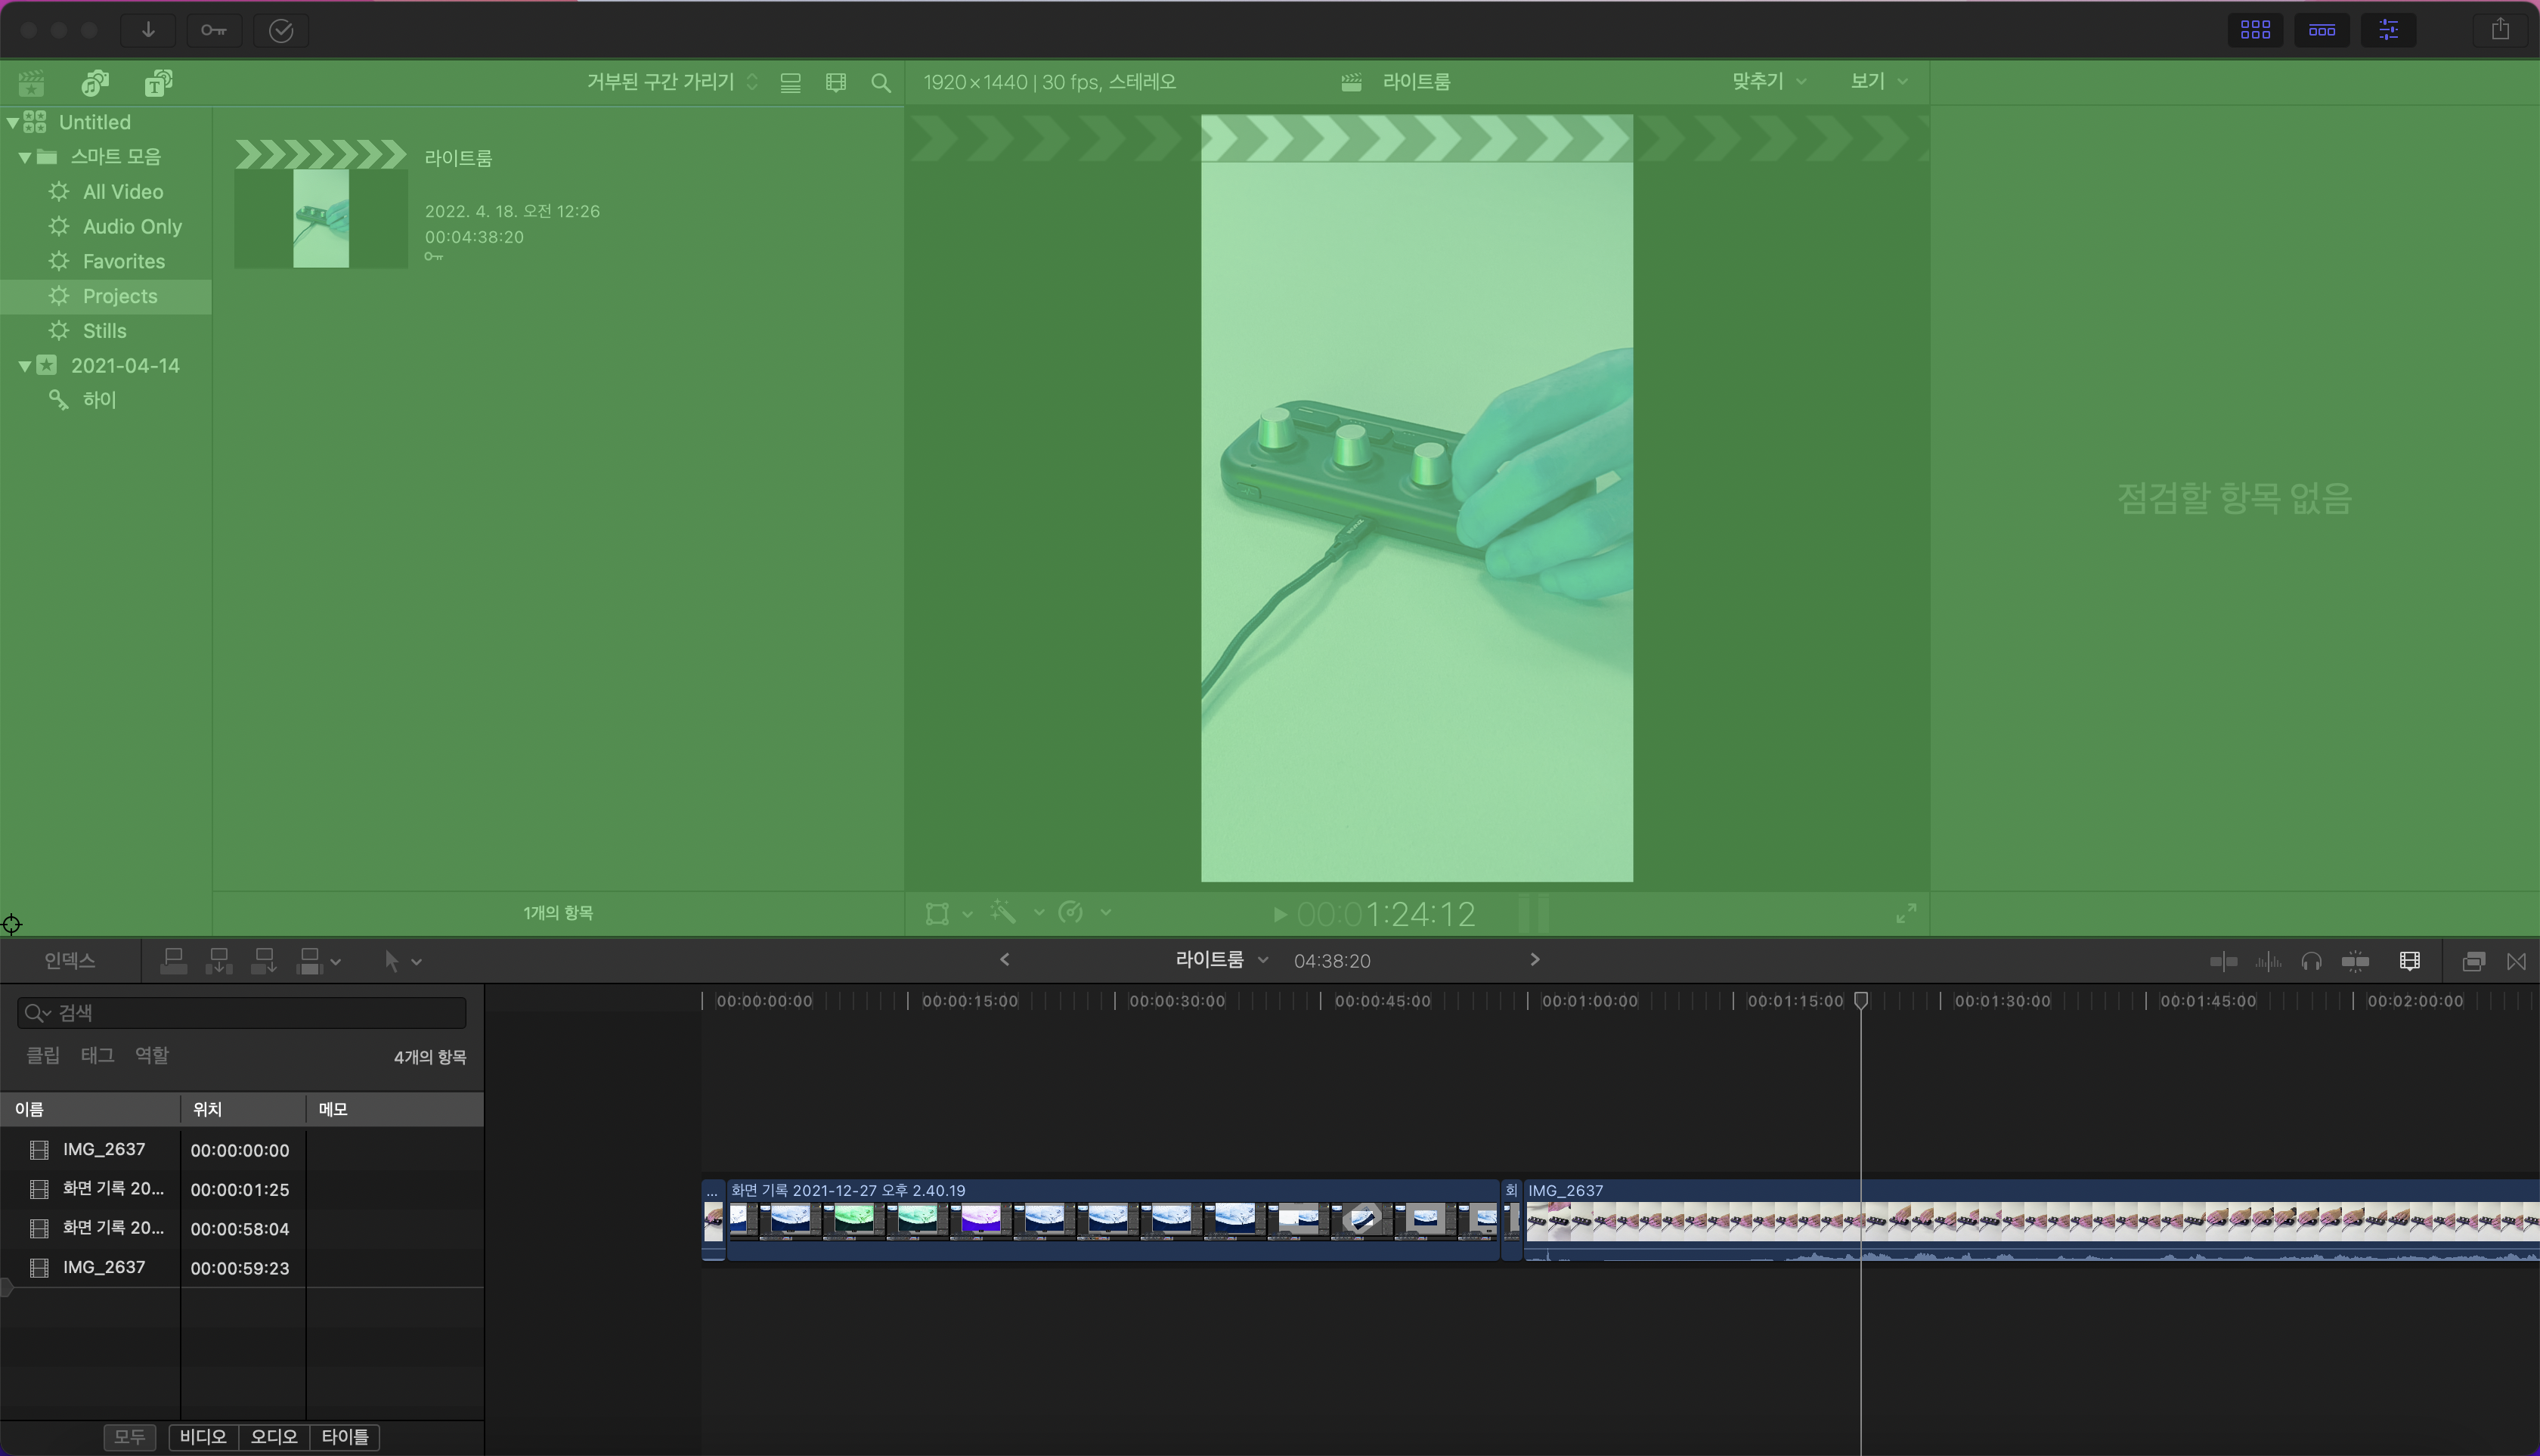 거부된 구간 가리기
1920×1440 | 30 fps, 스테레오
라이트룸
맞추기
보기
Untitled
스마트 모음
All Video
Audio Only
Favorites
Projects
Stills
2021-04-14
하이
라이트룸
2022. 4. 18. 오전 12:26
00:04:38:20
점검할 항목 없음
1개의 항목
00:01:24:12
인덱스
라이트룸
04:38:20
검색
클립 태그 역할
4개의 항목
이름 위치 메모
IMG_2637 00:00:00:00
화면 기록 20... 00:00:01:25
화면 기록 20... 00:00:58:04
IMG_2637 00:00:59:23
모두 비디오 오디오 타이틀
00:00:00:00 00:00:15:00 00:00:30:00 00:00:45:00 00:01:00:00 00:01:15:00 00:01:30:00 00:01:45:00 00:02:00:00
... 화면 기록 2021-12-27 오후 2.40.19 IMG_2637